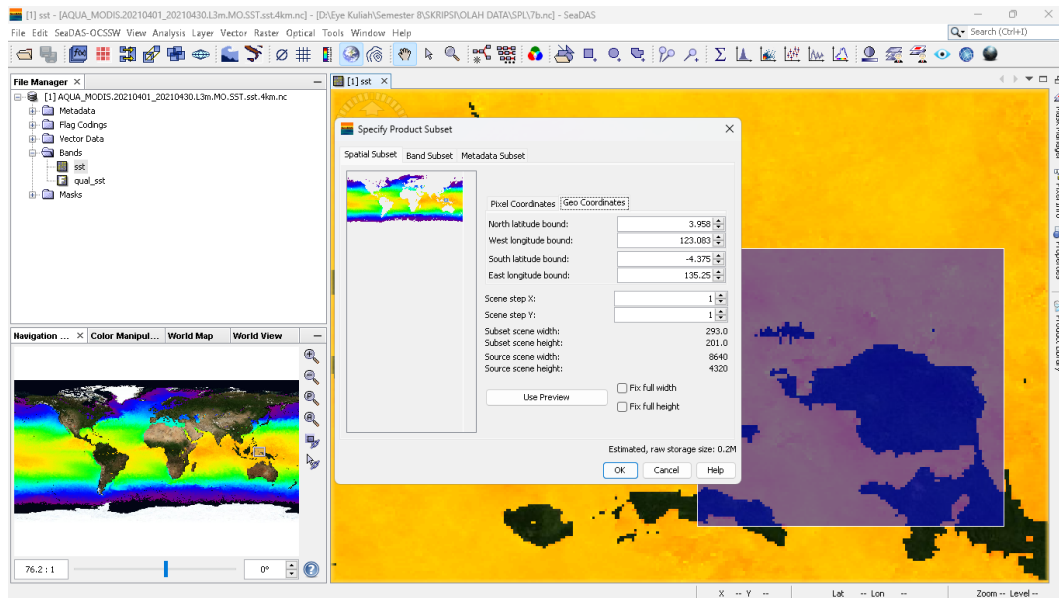 [1] sst - [AQUA_MODIS.20210401_20210430.L3m.MO.SST.sst.4km.nc] - [D:\Eye Kuliah\Semester 8\SKRIPSI\OLAH DATA\SPL\7b.nc] - SeaDAS
File Edit SeaDAS-OCSSW View Analysis Layer Vector Raster Optical Tools Window Help
Search (Ctrl+I)
File Manager
[1] sst
[1] AQUA_MODIS.20210401_20210430.L3m.MO.SST.sst.4km.nc
Metadata
Flag Codings
Vector Data
Bands
sst
qual_sst
Masks
Specify Product Subset
Spatial Subset Band Subset Metadata Subset
Pixel Coordinates Geo Coordinates
North latitude bound: 3.958
West longitude bound: 123.083
South latitude bound: -4.375
East longitude bound: 135.25
Scene step X: 1
Scene step Y: 1
Subset scene width: 293.0
Subset scene height: 201.0
Source scene width: 8640
Source scene height: 4320
Use Preview
Fix full width
Fix full height
Estimated, raw storage size: 0.2M
OK Cancel Help
Navigation ... Color Manipul... World Map World View
76.2 : 1
0°
X -- Y -- Lat -- Lon -- Zoom -- Level --